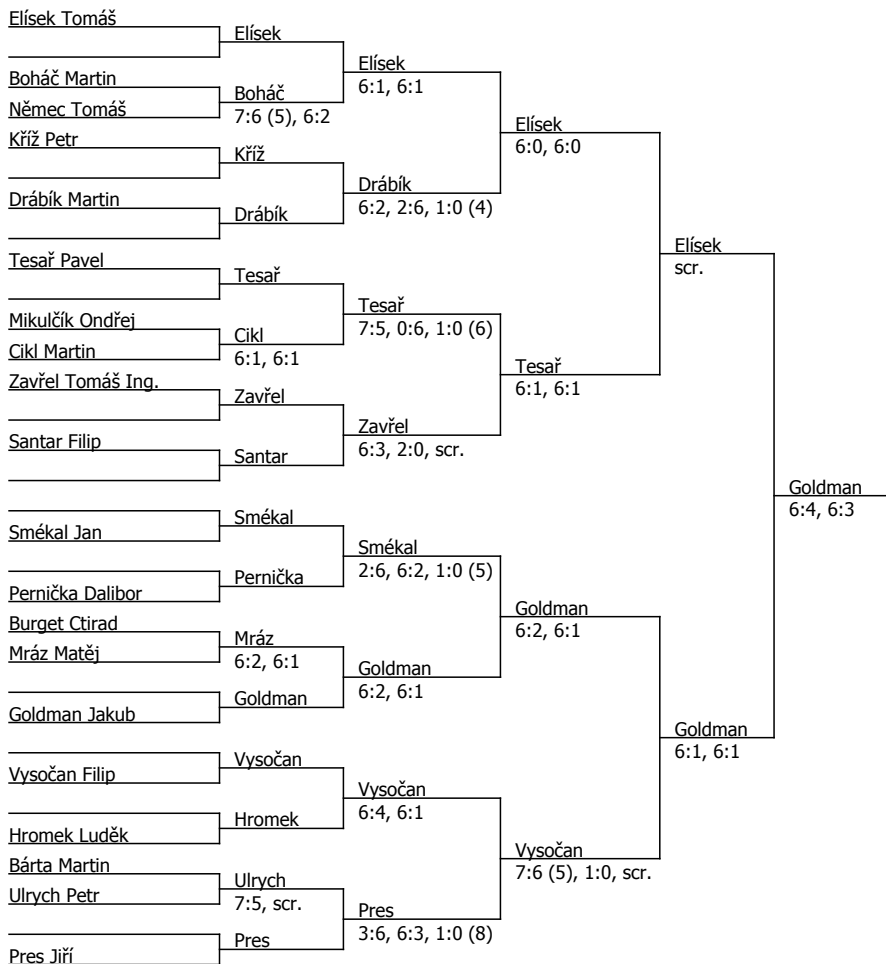 Elísek Tomáš
Boháč Martin
Němec Tomáš
Kříž Petr
Drábík Martin
Tesař Pavel
Mikulčík Ondřej
Cikl Martin
Zavřel Tomáš Ing.
Santar Filip
Smékal Jan
Pernička Dalibor
Burget Ctirad
Mráz Matěj
Goldman Jakub
Vysočan Filip
Hromek Luděk
Bárta Martin
Ulrych Petr
Pres Jiří
Elísek
Boháč
7:6 (5), 6:2
Kříž
Drábík
Tesař
Cikl
6:1, 6:1
Zavřel
Santar
Smékal
Pernička
Mráz
6:2, 6:1
Goldman
Vysočan
Hromek
Ulrych
7:5, scr.
Pres
Elísek
6:1, 6:1
Drábík
6:2, 2:6, 1:0 (4)
Tesař
7:5, 0:6, 1:0 (6)
Zavřel
6:3, 2:0, scr.
Smékal
2:6, 6:2, 1:0 (5)
Goldman
6:2, 6:1
Vysočan
6:4, 6:1
Pres
3:6, 6:3, 1:0 (8)
Elísek
6:0, 6:0
Tesař
6:1, 6:1
Goldman
6:2, 6:1
Vysočan
7:6 (5), 1:0, scr.
Elísek
scr.
Goldman
6:1, 6:1
Goldman
6:4, 6:3